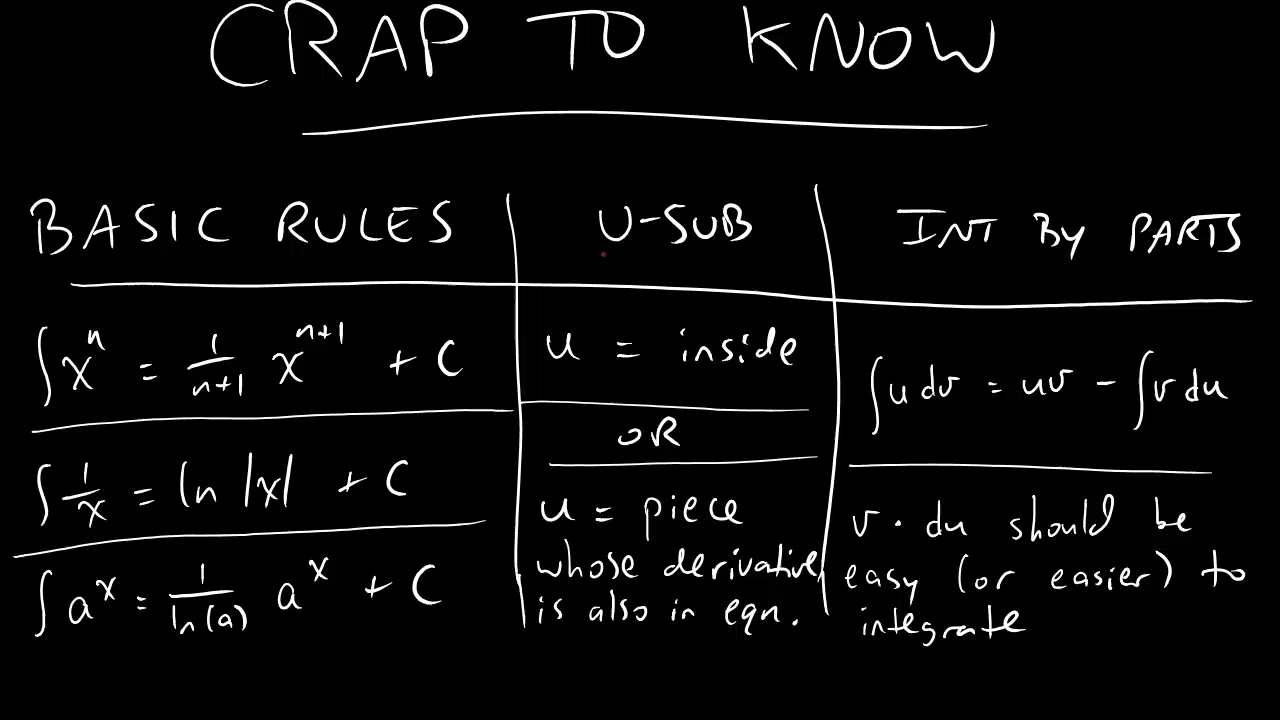 CRAP TO KNOW
BASIC RULES
∫xⁿ = 1/(n+1) xⁿ⁺¹ + C
∫1/x = ln |x| + C
∫aˣ = 1/ln(a) aˣ + C
U-SUB
u = inside
OR
u = piece
whose derivative
is also in eqn.
INT BY PARTS
∫u dv = uv - ∫v du
v · du should be
easy (or easier) to
integrate